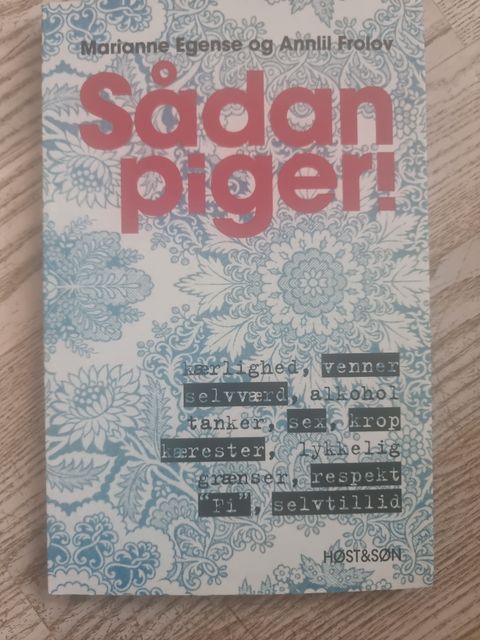 Marianne Egense og Annlil Frolov
Sådan
piger!
kærlighed, venner
selvværd, alkohol
tanker, sex, krop
kærester, lykkelig
grænser, respekt
"Pi", selvtillid
HØST&SØN